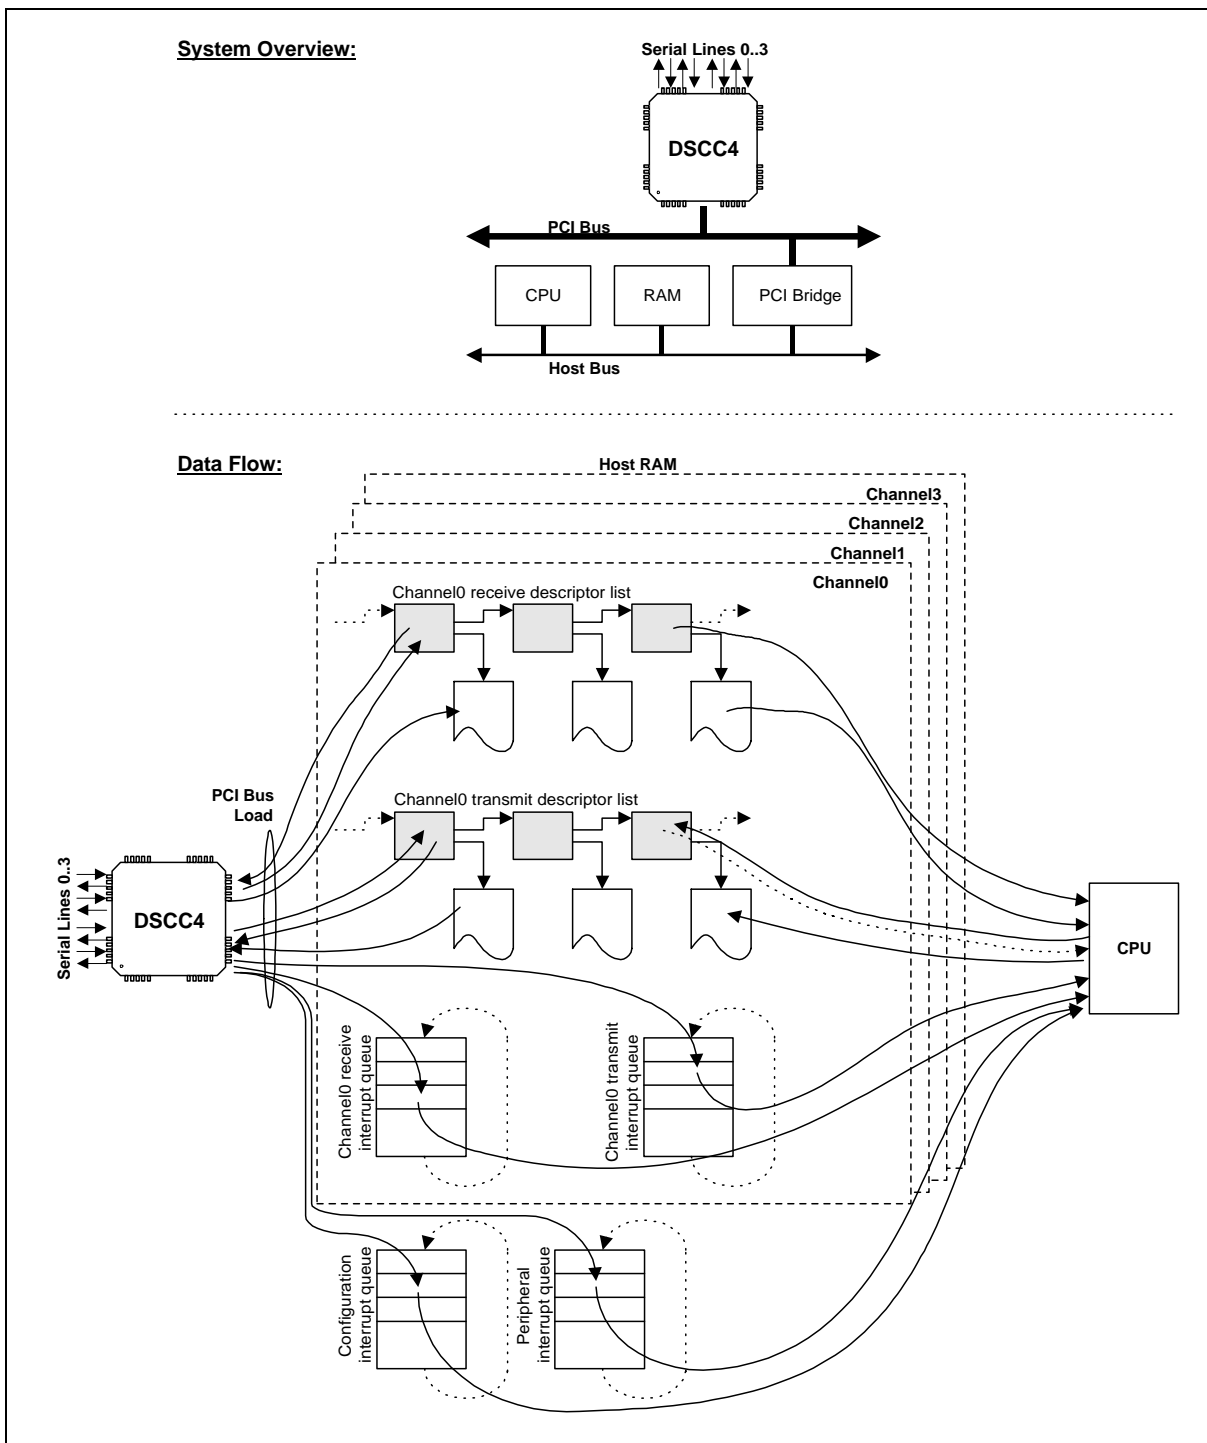 System Overview:
Serial Lines 0..3
DSCC4
PCI Bus
CPU
RAM
PCI Bridge
Host Bus
Data Flow:
Host RAM
Channel3
Channel2
Channel1
Channel0
Channel0 receive descriptor list
PCI Bus
Load
Channel0 transmit descriptor list
Serial Lines 0..3
DSCC4
CPU
Channel0 receive
interrupt queue
Channel0 transmit
interrupt queue
Configuration
interrupt queue
Peripheral
interrupt queue